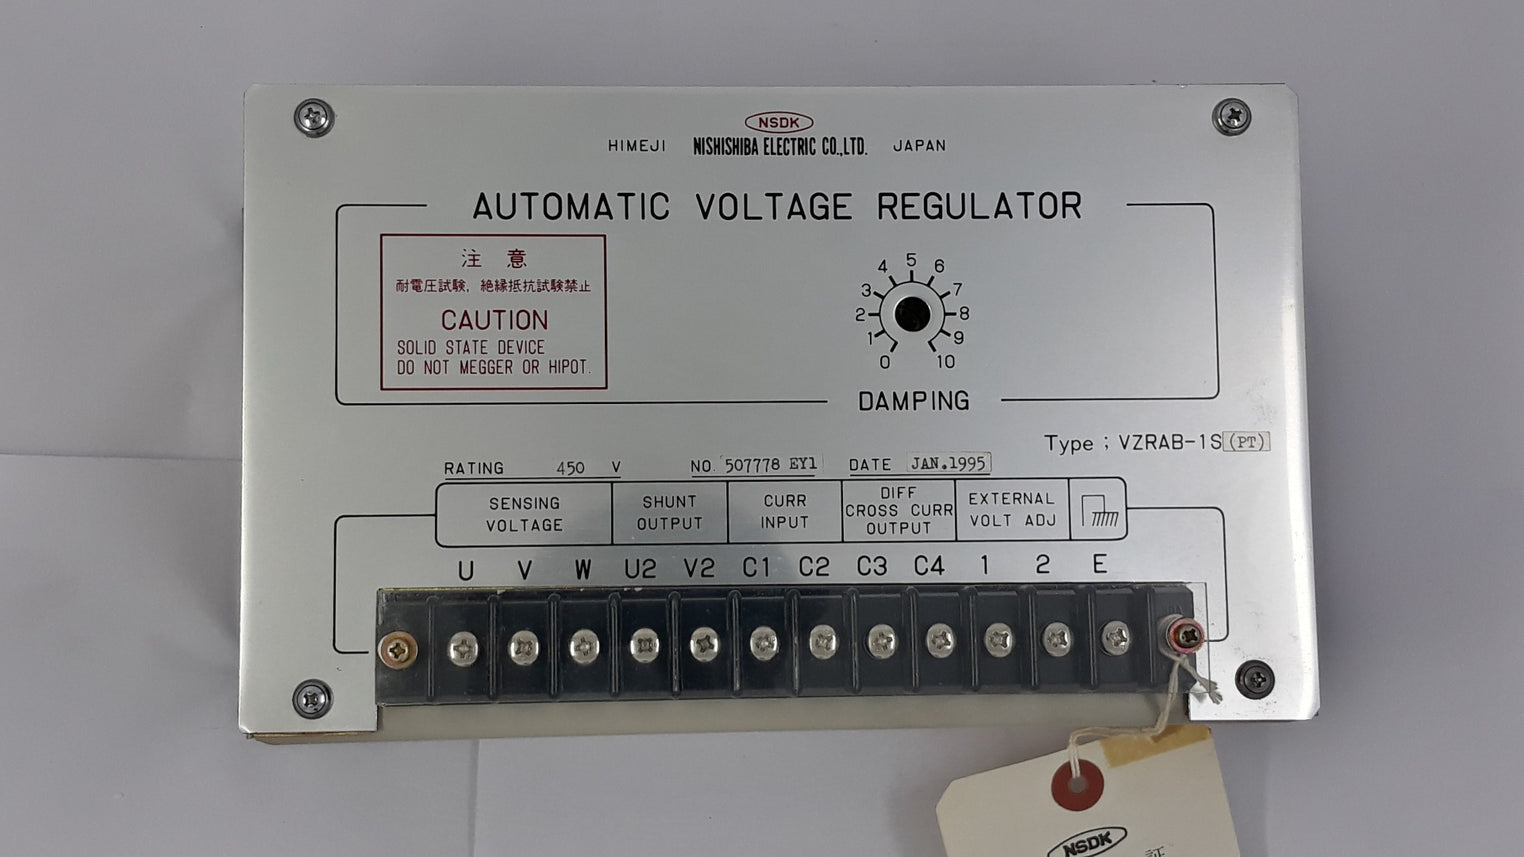 NSDK
HIMEJI NISHISHIBA ELECTRIC CO.,LTD. JAPAN
AUTOMATIC VOLTAGE REGULATOR
注 意
耐電圧試験, 絶縁抵抗試験禁止
CAUTION
SOLID STATE DEVICE
DO NOT MEGGER OR HIPOT.
0 1 2 3 4 5 6 7 8 9 10
DAMPING
Type ; VZRAB-1S (PT)
RATING 450 V NO. 507778 EY1 DATE JAN.1995
SENSING VOLTAGE
SHUNT OUTPUT
CURR INPUT
DIFF CROSS CURR OUTPUT
EXTERNAL VOLT ADJ
U V W U2 V2 C1 C2 C3 C4 1 2 E
NSDK